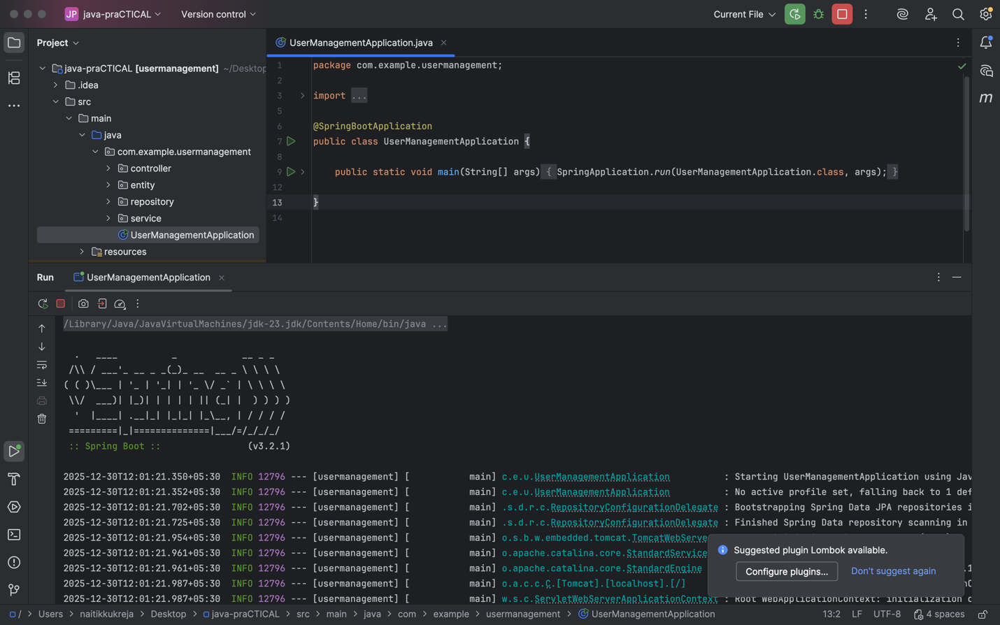 JP java-praCTICAL
Version control
Current File
Project
UserManagementApplication.java
java-praCTICAL [usermanagement] ~/Desktop
.idea
src
main
java
com.example.usermanagement
controller
entity
repository
service
UserManagementApplication
resources
1 package com.example.usermanagement;
2
3 import ...
5
6 @SpringBootApplication
7 public class UserManagementApplication {
8
9 public static void main(String[] args) { SpringApplication.run(UserManagementApplication.class, args); }
12
13 }
14
m
Run UserManagementApplication
/Library/Java/JavaVirtualMachines/jdk-23.jdk/Contents/Home/bin/java ...
  .   ____          _            __ _ _
 /\\ / ___'_ __ _ _(_)_ __  __ _ \ \ \ \
( ( )\___ | '_ | '_| | '_ \/ _` | \ \ \ \
 \\/  ___)| |_)| | | | | || (_| |  ) ) ) )
  '  |____| .__|_| |_|_| |_\__, | / / / /
 =========|_|==============|___/=/_/_/_/
 :: Spring Boot ::                (v3.2.1)
2025-12-30T12:01:21.350+05:30  INFO 12796 --- [usermanagement] [           main] c.e.u.UserManagementApplication          : Starting UserManagementApplication using Jav
2025-12-30T12:01:21.352+05:30  INFO 12796 --- [usermanagement] [           main] c.e.u.UserManagementApplication          : No active profile set, falling back to 1 def
2025-12-30T12:01:21.702+05:30  INFO 12796 --- [usermanagement] [           main] .s.d.r.c.RepositoryConfigurationDelegate : Bootstrapping Spring Data JPA repositories i
2025-12-30T12:01:21.725+05:30  INFO 12796 --- [usermanagement] [           main] .s.d.r.c.RepositoryConfigurationDelegate : Finished Spring Data repository scanning in
2025-12-30T12:01:21.954+05:30  INFO 12796 --- [usermanagement] [           main] o.s.b.w.embedded.tomcat.TomcatWebServe
2025-12-30T12:01:21.961+05:30  INFO 12796 --- [usermanagement] [           main] o.apache.catalina.core.StandardService
2025-12-30T12:01:21.961+05:30  INFO 12796 --- [usermanagement] [           main] o.apache.catalina.core.StandardEngine
2025-12-30T12:01:21.987+05:30  INFO 12796 --- [usermanagement] [           main] o.a.c.c.C.[Tomcat].[localhost].[/]
2025-12-30T12:01:21.987+05:30  INFO 12796 --- [usermanagement] [           main] w.s.c.ServletWebServerApplicationContext : Root WebApplicationContext: initialization c
Suggested plugin Lombok available.
Configure plugins...
Don't suggest again
/ > Users > naitikkukreja > Desktop > java-praCTICAL > src > main > java > com > example > usermanagement > UserManagementApplication
13:2 LF UTF-8 4 spaces